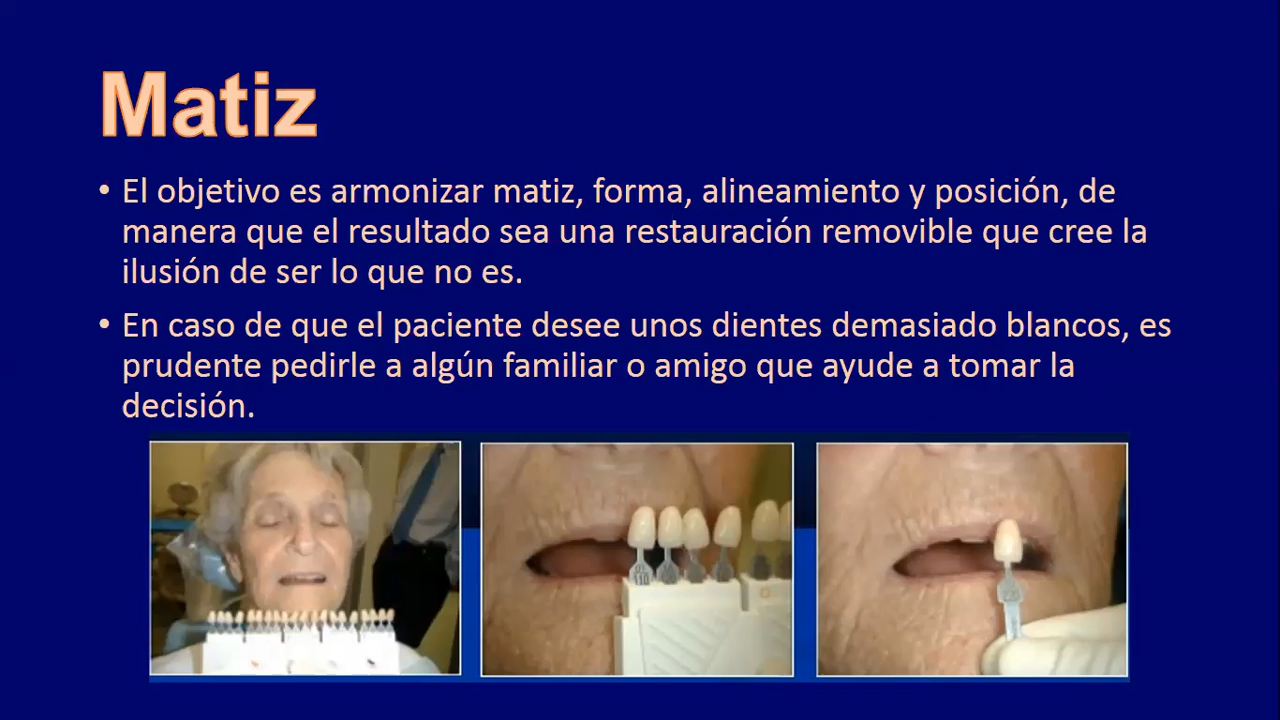 Matiz
• El objetivo es armonizar matiz, forma, alineamiento y posición, de
manera que el resultado sea una restauración removible que cree la
ilusión de ser lo que no es.
• En caso de que el paciente desee unos dientes demasiado blancos, es
prudente pedirle a algún familiar o amigo que ayude a tomar la
decisión.
110